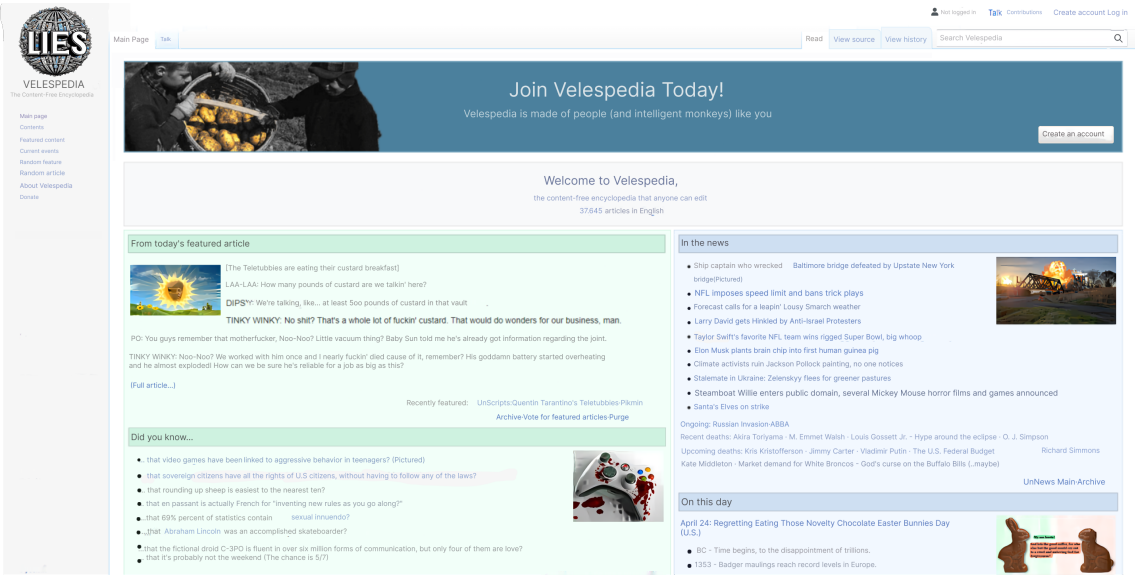 Not logged in Talk Contributions Create account Log in
LIES
VELESPEDIA
The Content-Free Encyclopedia
Main page
Contents
Featured content
Current events
Random feature
Random article
About Velespedia
Donate
Main Page Talk
Read View source View history Search Velespedia
Join Velespedia Today!
Velespedia is made of people (and intelligent monkeys) like you
Create an account
Welcome to Velespedia,
the content-free encyclopedia that anyone can edit
37.645 articles in English
From today's featured article
[The Teletubbies are eating their custard breakfast]
LAA-LAA: How many pounds of custard are we talkin' here?
DIPSY: We're talking, like... at least 5oo pounds of custard in that vault
TINKY WINKY: No shit? That's a whole lot of fuckin' custard. That would do wonders for our business, man.
PO: You guys remember that motherfucker, Noo-Noo? Little vacuum thing? Baby Sun told me he's already got information regarding the joint.
TINKY WINKY: Noo-Noo? We worked with him once and I nearly fuckin' died cause of it, remember? His goddamn battery started overheating
and he almost exploded! How can we be sure he's reliable for a job as big as this?
(Full article...)
Recently featured: UnScripts:Quentin Tarantino's Teletubbies·Pikmin
Archive·Vote for featured articles·Purge
Did you know...
.. that video games have been linked to aggressive behavior in teenagers? (Pictured)
that sovereign citizens have all the rights of U.S citizens, without having to follow any of the laws?
.. that rounding up sheep is easiest to the nearest ten?
.. that en passant is actually French for "inventing new rules as you go along?"
...that 69% percent of statistics contain sexual innuendo?
...that Abraham Lincoln was an accomplished skateboarder?
..that the fictional droid C-3PO is fluent in over six million forms of communication, but only four of them are love?
.. that it's probably not the weekend (The chance is 5/7)
In the news
Ship captain who wrecked Baltimore bridge defeated by Upstate New York
bridge(Pictured)
NFL imposes speed limit and bans trick plays
Forecast calls for a leapin' Lousy Smarch weather
Larry David gets Hinkled by Anti-Israel Protesters
Taylor Swift's favorite NFL team wins rigged Super Bowl, big whoop
Elon Musk plants brain chip into first human guinea pig
Climate activists ruin Jackson Pollock painting, no one notices
Stalemate in Ukraine: Zelenskyy flees for greener pastures
Steamboat Willie enters public domain, several Mickey Mouse horror films and games announced
Santa's Elves on strike
Ongoing: Russian Invasion·ABBA
Recent deaths: Akira Toriyama · M. Emmet Walsh · Louis Gossett Jr. - Hype around the eclipse · O. J. Simpson
Upcoming deaths: Kris Kristofferson · Jimmy Carter · Vladimir Putin · The U.S. Federal Budget Richard Simmons
Kate Middleton · Market demand for White Broncos - God's curse on the Buffalo Bills (..maybe)
UnNews Main·Archive
On this day
April 24: Regretting Eating Those Novelty Chocolate Easter Bunnies Day
(U.S.)
BC - Time begins, to the disappointment of trillions.
1353 - Badger maulings reach record levels in Europe.